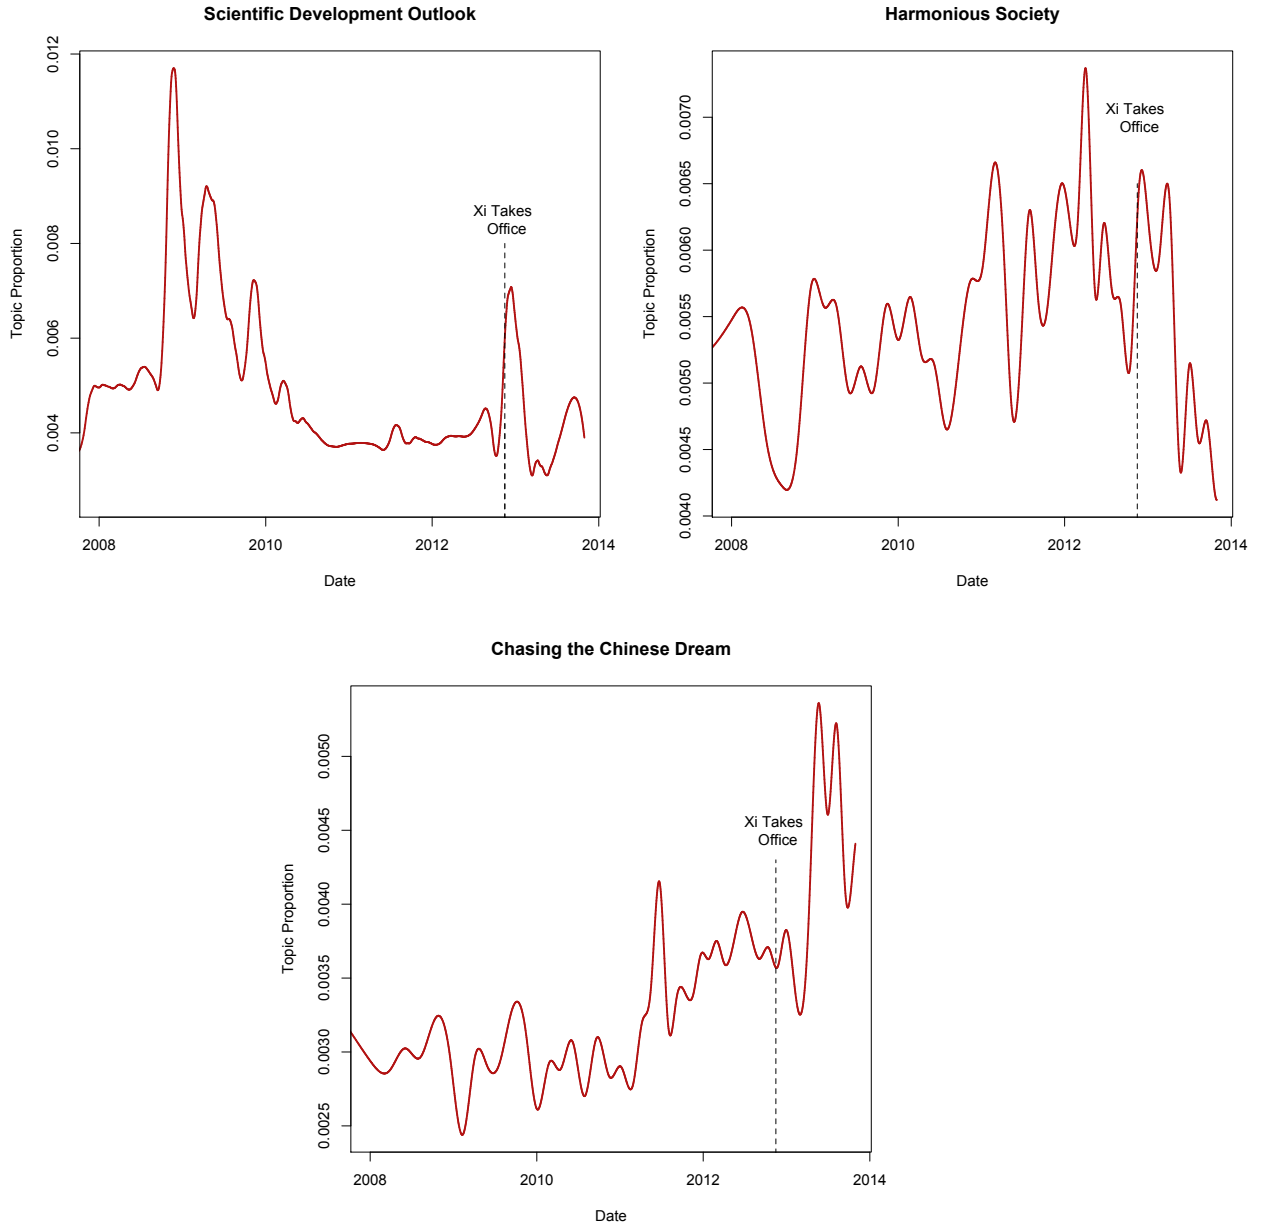 Scientific Development Outlook
Topic Proportion
0.012
0.010
0.008
0.006
0.004
Xi Takes
Office
2008
2010
2012
2014
Date
Harmonious Society
Topic Proportion
0.0070
0.0065
0.0060
0.0055
0.0050
0.0045
0.0040
Xi Takes
Office
2008
2010
2012
2014
Date
Chasing the Chinese Dream
Topic Proportion
0.0050
0.0045
0.0040
0.0035
0.0030
0.0025
Xi Takes
Office
2008
2010
2012
2014
Date